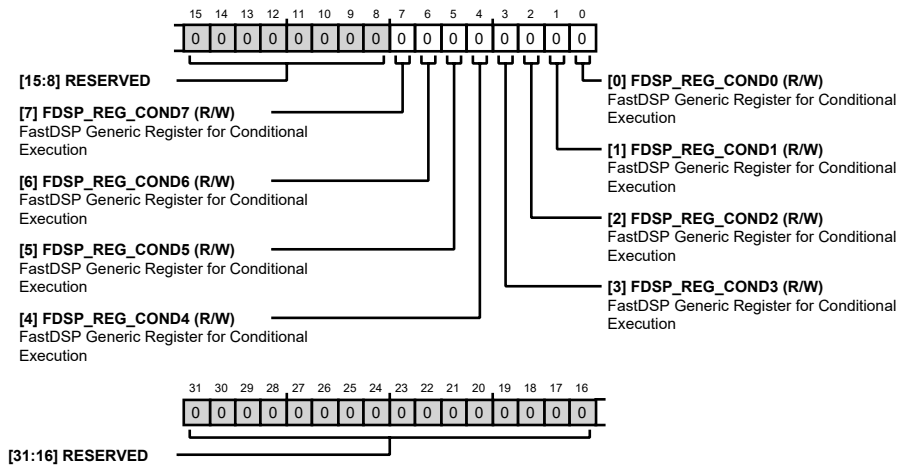 15 14 13 12 11 10 9 8 7 6 5 4 3 2 1 0
0 0 0 0 0 0 0 0 0 0 0 0 0 0 0 0
[15:8] RESERVED
[7] FDSP_REG_COND7 (R/W)
FastDSP Generic Register for Conditional
Execution
[6] FDSP_REG_COND6 (R/W)
FastDSP Generic Register for Conditional
Execution
[5] FDSP_REG_COND5 (R/W)
FastDSP Generic Register for Conditional
Execution
[4] FDSP_REG_COND4 (R/W)
FastDSP Generic Register for Conditional
Execution
[0] FDSP_REG_COND0 (R/W)
FastDSP Generic Register for Conditional
Execution
[1] FDSP_REG_COND1 (R/W)
FastDSP Generic Register for Conditional
Execution
[2] FDSP_REG_COND2 (R/W)
FastDSP Generic Register for Conditional
Execution
[3] FDSP_REG_COND3 (R/W)
FastDSP Generic Register for Conditional
Execution
31 30 29 28 27 26 25 24 23 22 21 20 19 18 17 16
0 0 0 0 0 0 0 0 0 0 0 0 0 0 0 0
[31:16] RESERVED